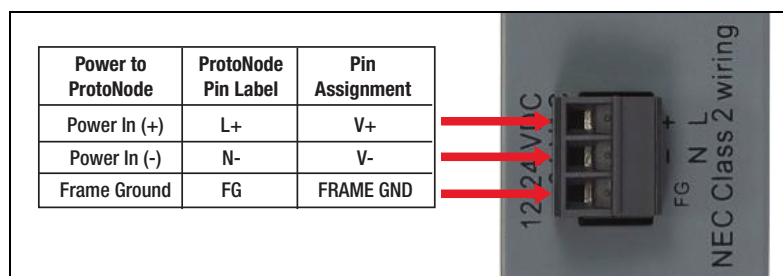 Power to ProtoNode | ProtoNode Pin Label | Pin Assignment
Power In (+) | L+ | V+
Power In (-) | N- | V-
Frame Ground | FG | FRAME GND
12-24 VDC
+ -
FG N L
NEC Class 2 wiring